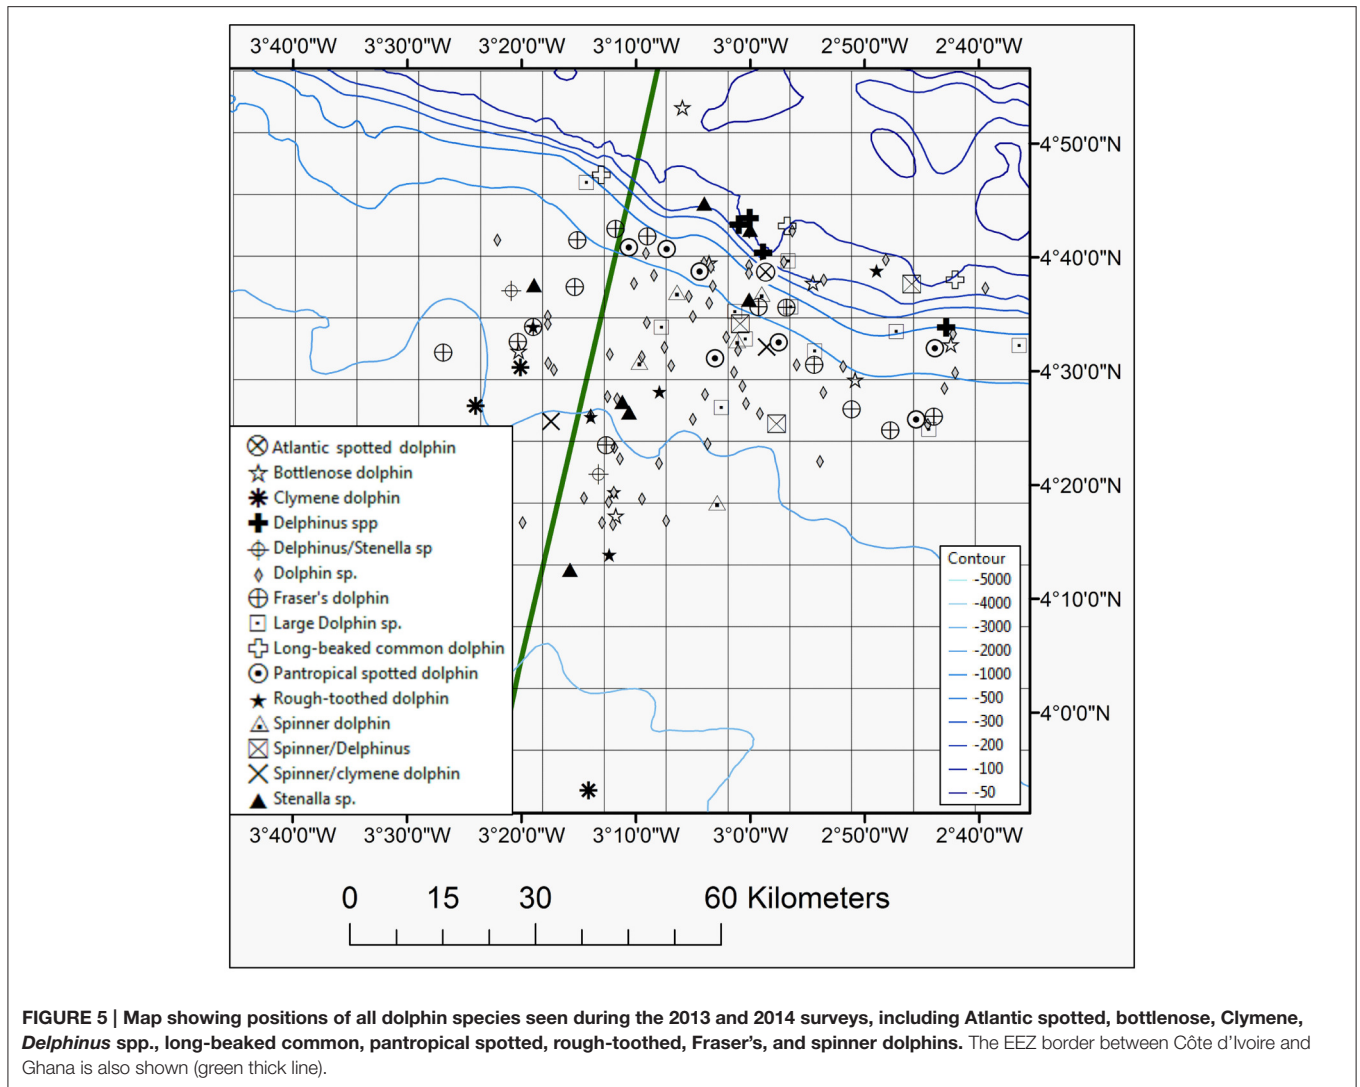 3°40'0"W 3°30'0"W 3°20'0"W 3°10'0"W 3°0'0"W 2°50'0"W 2°40'0"W
4°50'0"N
4°40'0"N
4°30'0"N
4°20'0"N
4°10'0"N
4°0'0"N
Atlantic spotted dolphin
Bottlenose dolphin
Clymene dolphin
Delphinus spp
Delphinus/Stenella sp
Dolphin sp.
Fraser's dolphin
Large Dolphin sp.
Long-beaked common dolphin
Pantropical spotted dolphin
Rough-toothed dolphin
Spinner dolphin
Spinner/Delphinus
Spinner/clymene dolphin
Stenalla sp.
Contour
-5000
-4000
-3000
-2000
-1000
-500
-300
-200
-100
-50
3°40'0"W 3°30'0"W 3°20'0"W 3°10'0"W 3°0'0"W 2°50'0"W 2°40'0"W
0 15 30 60 Kilometers
FIGURE 5 | Map showing positions of all dolphin species seen during the 2013 and 2014 surveys, including Atlantic spotted, bottlenose, Clymene,
Delphinus spp., long-beaked common, pantropical spotted, rough-toothed, Fraser's, and spinner dolphins. The EEZ border between Côte d'Ivoire and
Ghana is also shown (green thick line).